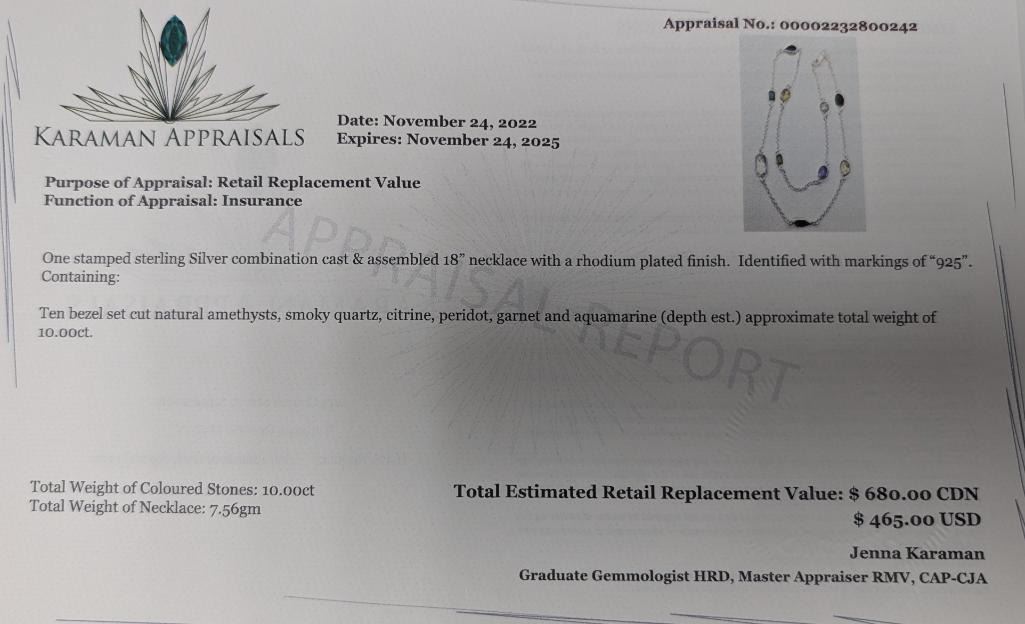 Appraisal No.: 00002232800242
KARAMAN APPRAISALS
Date: November 24, 2022
Expires: November 24, 2025
Purpose of Appraisal: Retail Replacement Value
Function of Appraisal: Insurance
APPRAISAL REPORT
One stamped sterling Silver combination cast & assembled 18” necklace with a rhodium plated finish. Identified with markings of “925”.
Containing:
Ten bezel set cut natural amethysts, smoky quartz, citrine, peridot, garnet and aquamarine (depth est.) approximate total weight of
10.00ct.
Total Weight of Coloured Stones: 10.00ct
Total Weight of Necklace: 7.56gm
Total Estimated Retail Replacement Value: $ 680.00 CDN
$ 465.00 USD
Jenna Karaman
Graduate Gemmologist HRD, Master Appraiser RMV, CAP-CJA